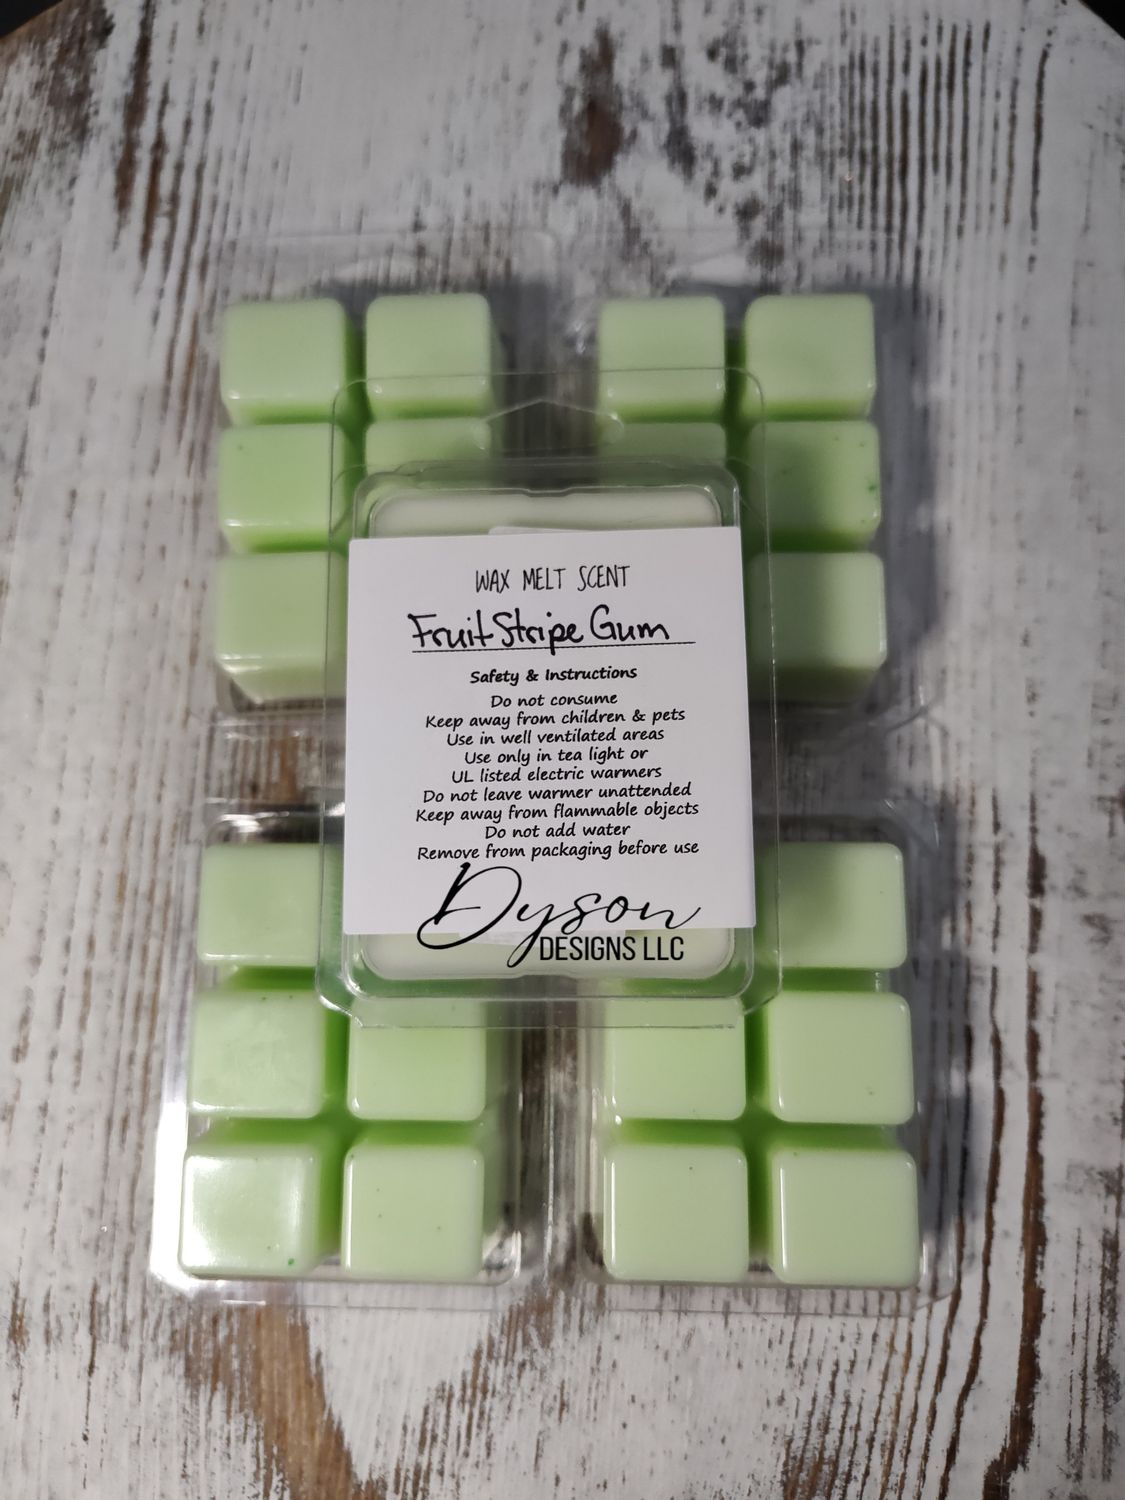 WAX MELT SCENT
Fruit Stripe Gum
Safety & Instructions
Do not consume
Keep away from children & pets
Use in well ventilated areas
Use only in tea light or
UL listed electric warmers
Do not leave warmer unattended
Keep away from flammable objects
Do not add water
Remove from packaging before use
Dyson
DESIGNS LLC